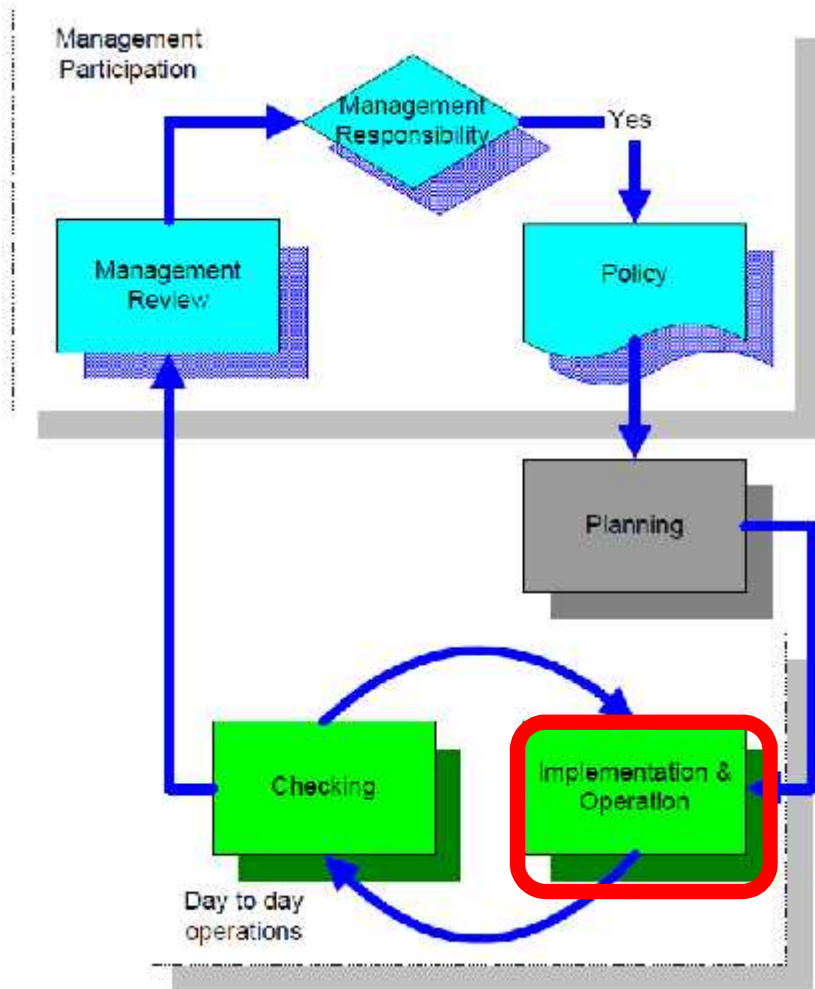 Management
Participation
Management
Responsibility
Yes
Management
Review
Policy
Planning
Checking
Implementation &
Operation
Day to day
operations